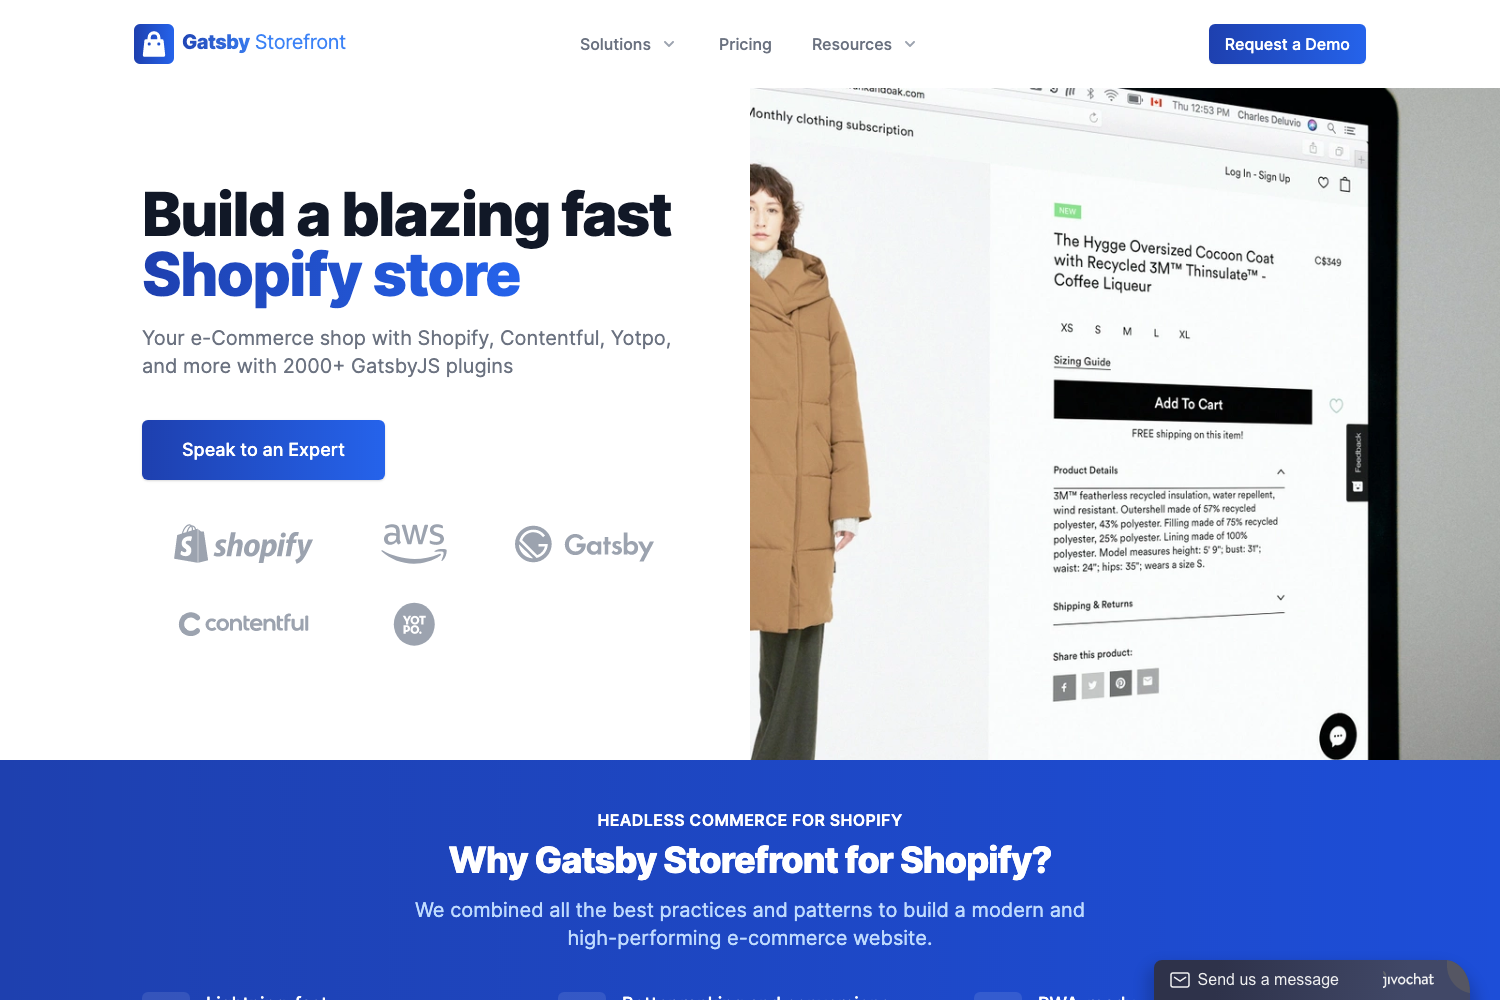 Gatsby Storefront
Solutions
Pricing
Resources
Request a Demo
Build a blazing fast
Shopify store
Your e-Commerce shop with Shopify, Contentful, Yotpo,
and more with 2000+ GatsbyJS plugins
Speak to an Expert
shopify
aws
Gatsby
contentful
YOT
PO.
Thu 12:53 PM Charles Deluvio
Monthly clothing subscription
Log In - Sign Up
NEW
The Hygge Oversized Cocoon Coat
with Recycled 3M™ Thinsulate™ -
Coffee Liqueur
C$349
XS S M L XL
Sizing Guide
Add To Cart
FREE shipping on this item!
Feedback
Product Details
3M™ featherless recycled insulation, water repellent,
wind resistant. Outershell made of 57% recycled
polyester, 43% polyester. Filling made of 75% recycled
polyester, 25% polyester. Lining made of 100%
polyester. Model measures height: 5' 9"; bust: 31";
waist: 24"; hips: 35"; wears a size S.
Shipping & Returns
Share this product:
HEADLESS COMMERCE FOR SHOPIFY
Why Gatsby Storefront for Shopify?
We combined all the best practices and patterns to build a modern and
high-performing e-commerce website.
Send us a message
jivochat